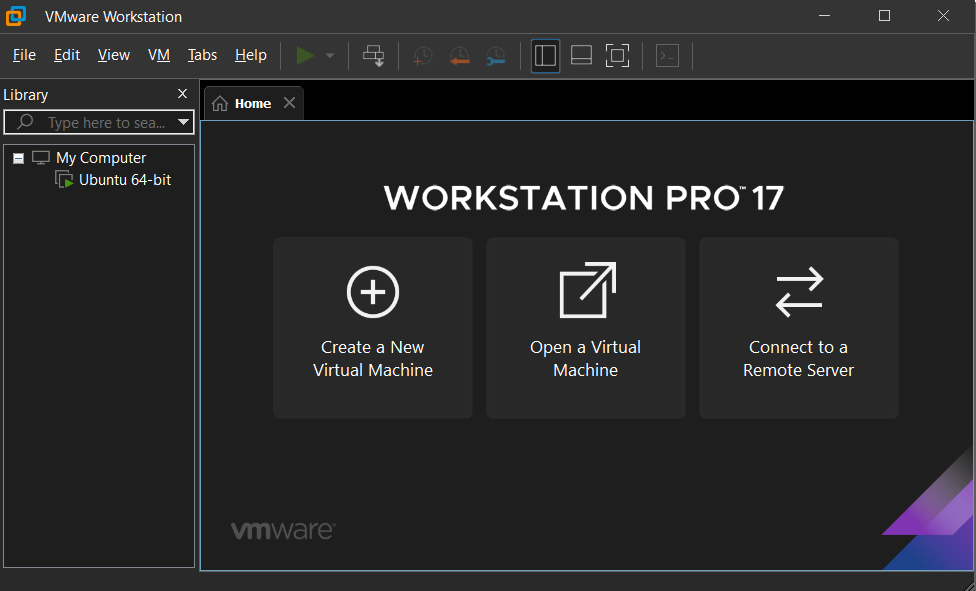 VMware Workstation
File Edit View VM Tabs Help
Library
Type here to sea...
My Computer
Ubuntu 64-bit
Home
WORKSTATION PRO™ 17
Create a New
Virtual Machine
Open a Virtual
Machine
Connect to a
Remote Server
vmware®